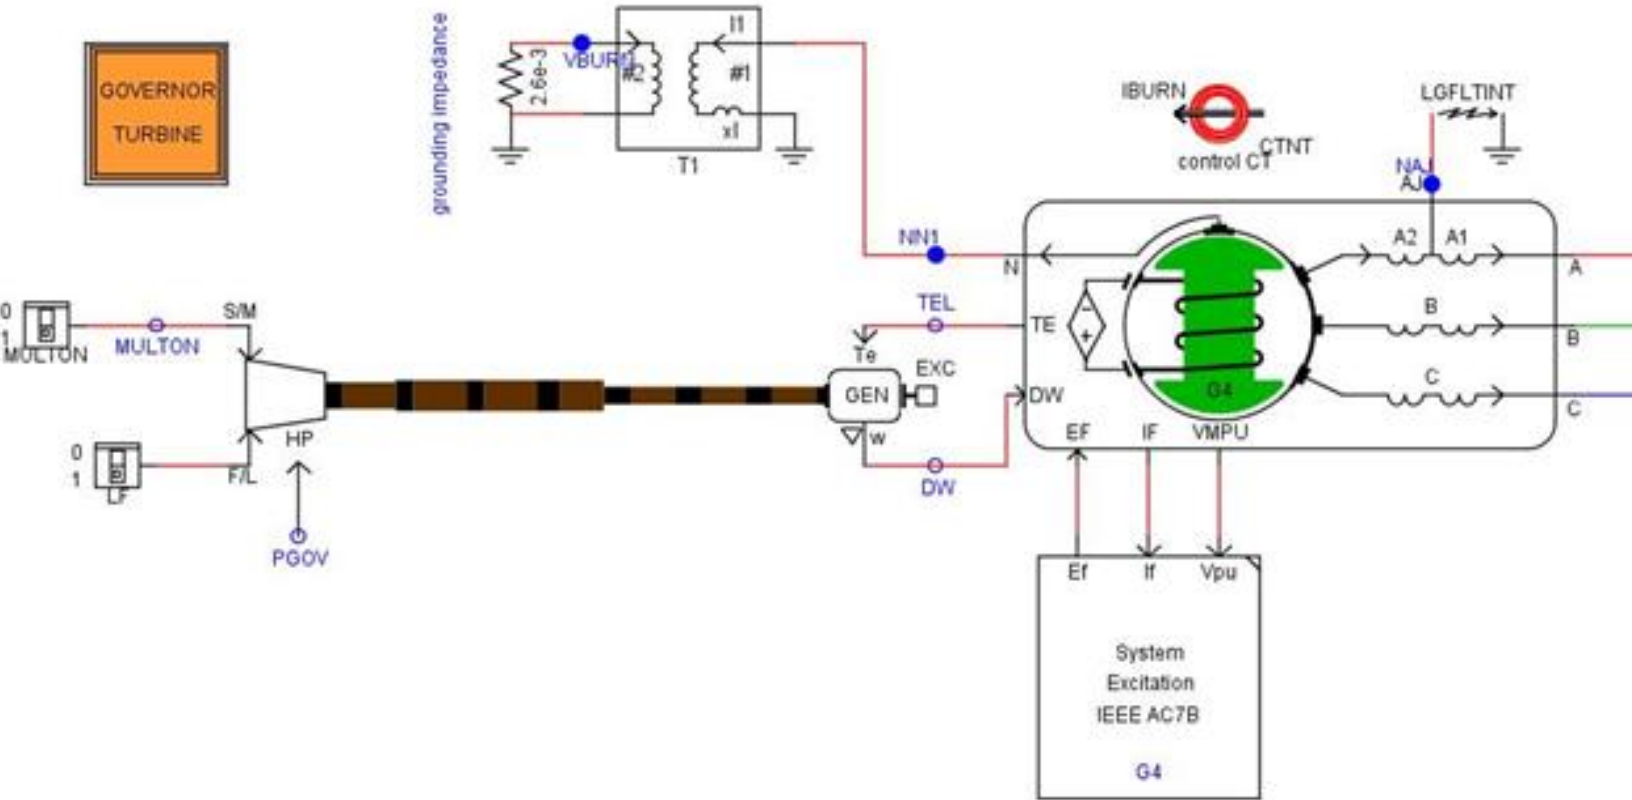 GOVERNOR
TURBINE
grounding impedance
2.6e-3
VBURN
#2
I1
#1
xl
T1
IBURN
CTNT
control CT
LGFLTINT
NAJ
AJ
NN1
N
A2
A1
A
TEL
TE
B
B
0
1
MULTON
MULTON
S/M
Te
GEN
EXC
DW
C
C
G4
HP
w
EF
IF
VMPU
0
1
LF
F/L
DW
PGOV
Ef
If
Vpu
System
Excitation
IEEE AC7B
G4